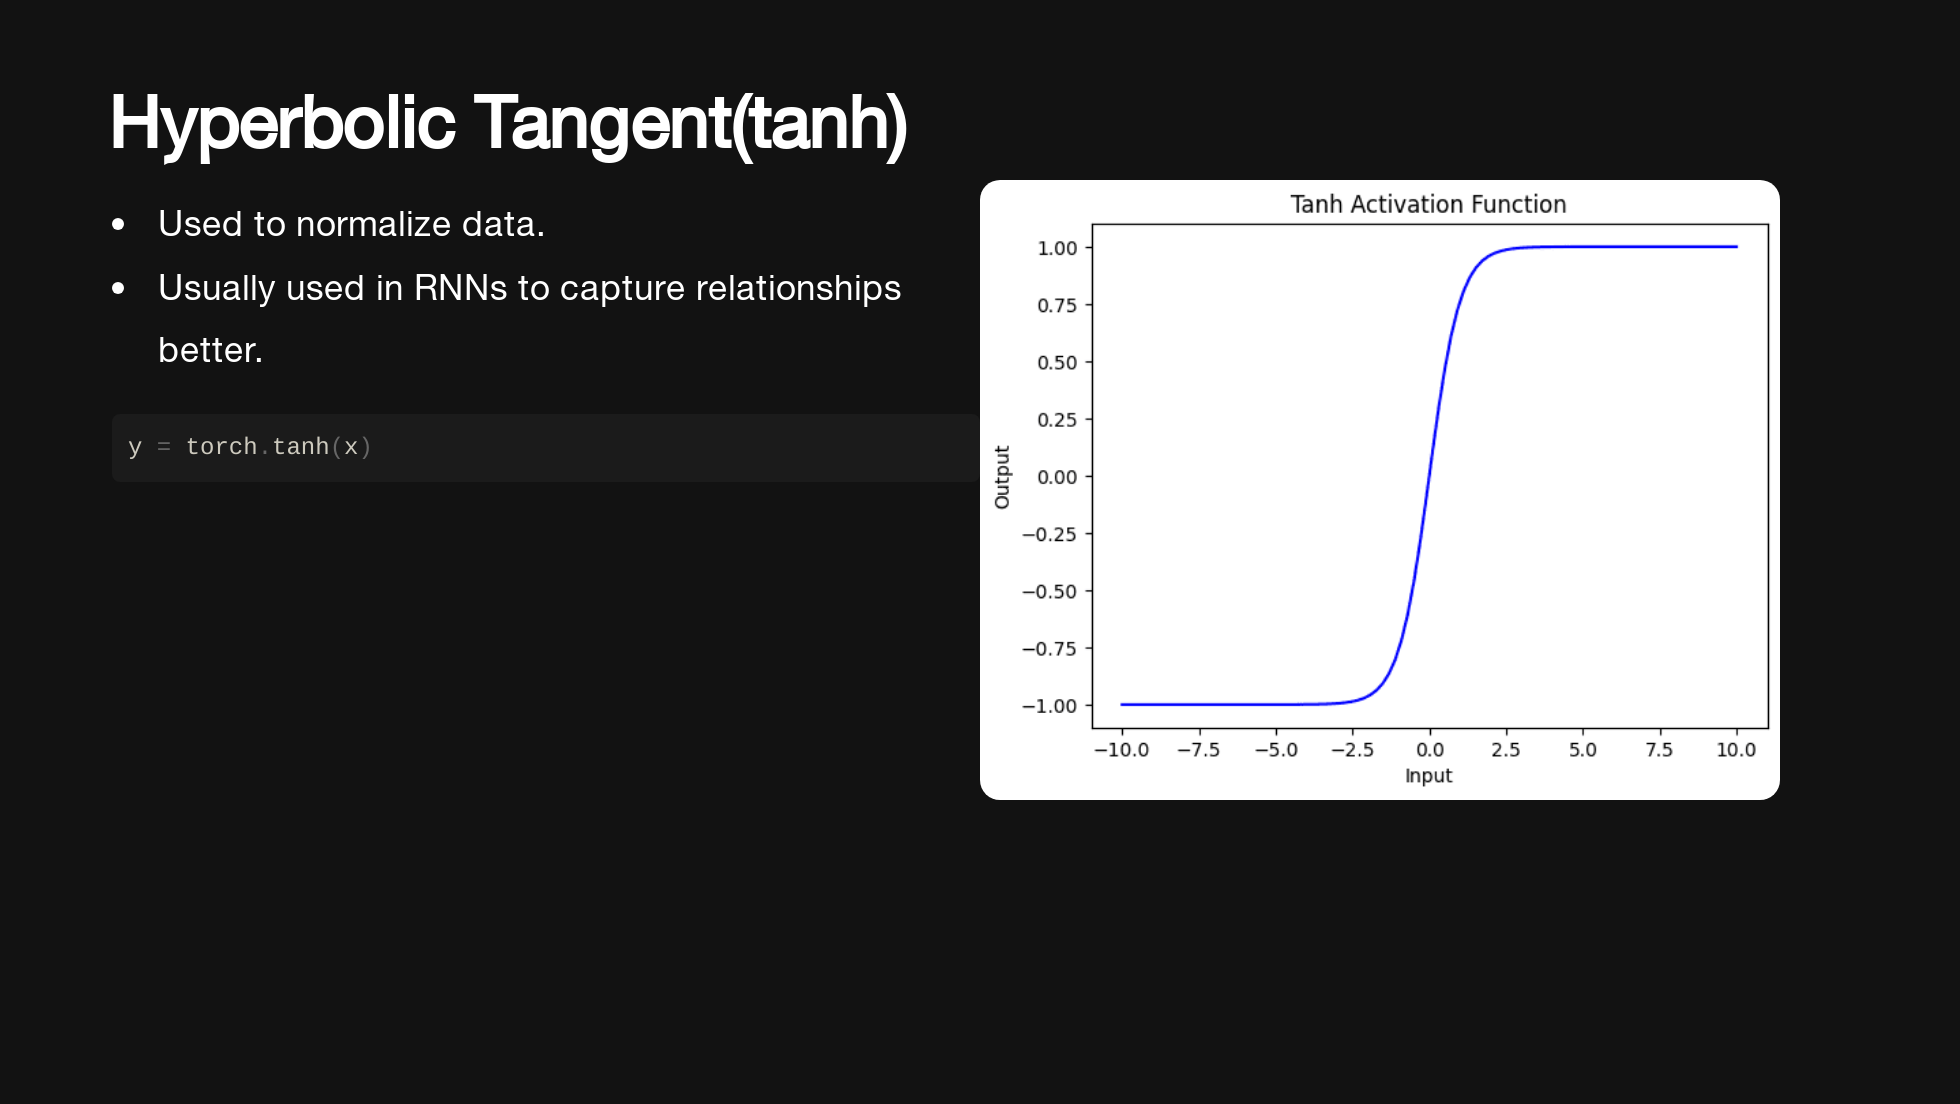 Hyperbolic Tangent(tanh)
• Used to normalize data.
• Usually used in RNNs to capture relationships
better.
y = torch.tanh(x)
Tanh Activation Function
1.00
0.75
0.50
0.25
0.00
−0.25
−0.50
−0.75
−1.00
Output
−10.0 −7.5 −5.0 −2.5 0.0 2.5 5.0 7.5 10.0
Input